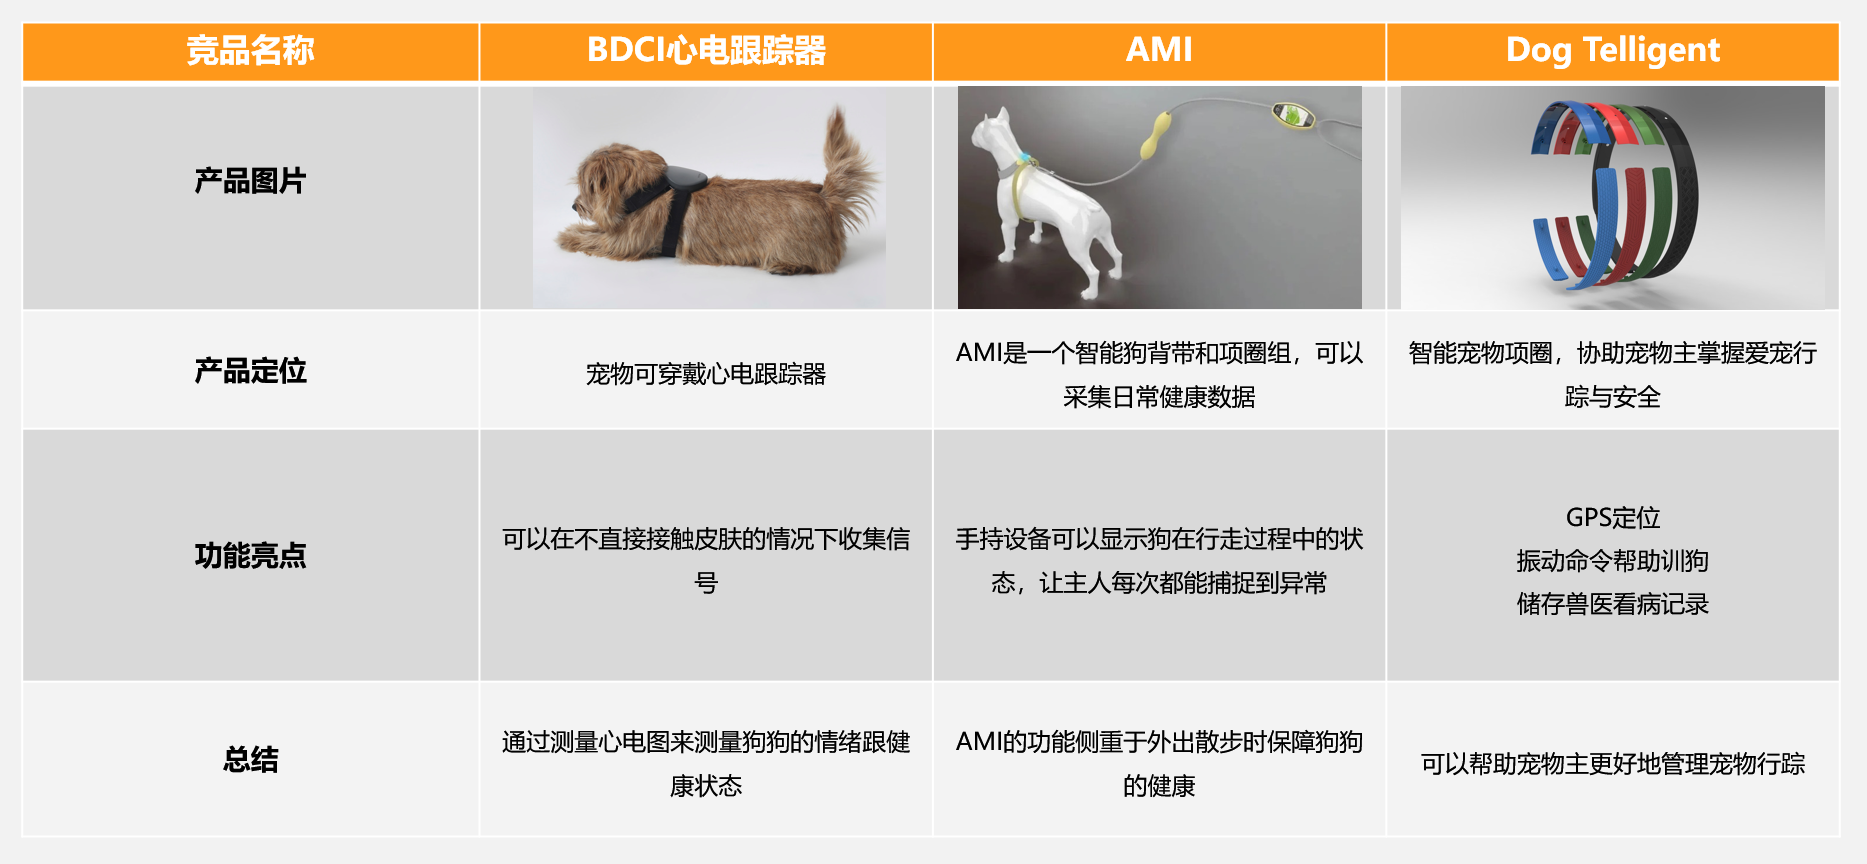 竞品名称
BDCI心电跟踪器
AMI
Dog Telligent
产品图片
产品定位
宠物可穿戴心电跟踪器
AMI是一个智能狗背带和项圈组，可以
采集日常健康数据
智能宠物项圈，协助宠物主掌握爱宠行
踪与安全
功能亮点
可以在不直接接触皮肤的情况下收集信
号
手持设备可以显示狗在行走过程中的状
态，让主人每次都能捕捉到异常
GPS定位
振动命令帮助训狗
储存兽医看病记录
总结
通过测量心电图来测量狗狗的情绪跟健
康状态
AMI的功能侧重于外出散步时保障狗狗
的健康
可以帮助宠物主更好地管理宠物行踪